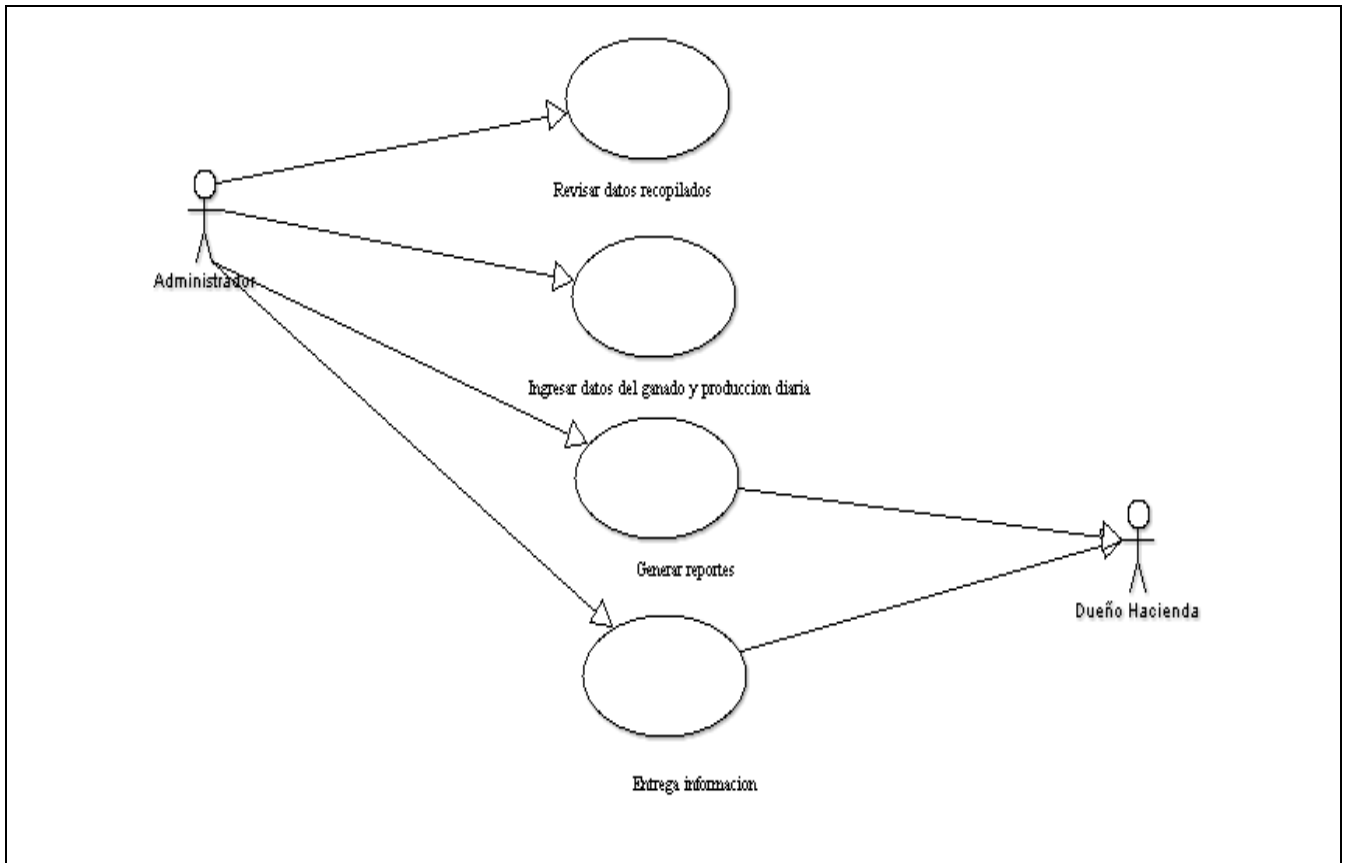 Revisar datos recopilados
Administrador
Ingresar datos del ganado y produccion diaria
Generar reportes
Dueño Hacienda
Entrega informacion